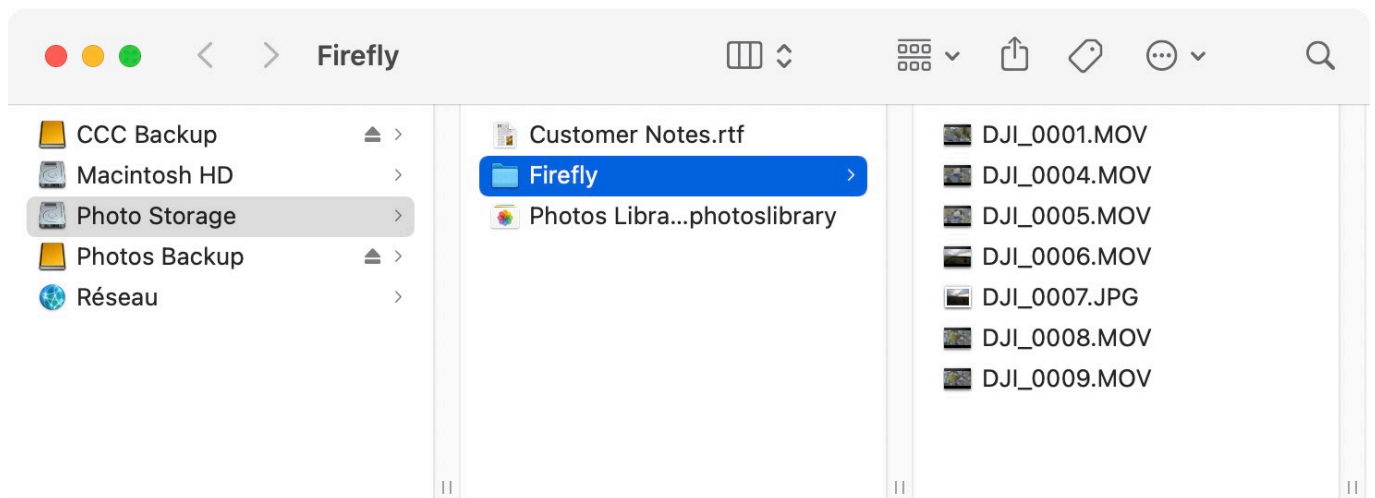 Firefly
CCC Backup
Macintosh HD
Photo Storage
Photos Backup
Réseau
Customer Notes.rtf
Firefly
Photos Libra...photoslibrary
DJI_0001.MOV
DJI_0004.MOV
DJI_0005.MOV
DJI_0006.MOV
DJI_0007.JPG
DJI_0008.MOV
DJI_0009.MOV